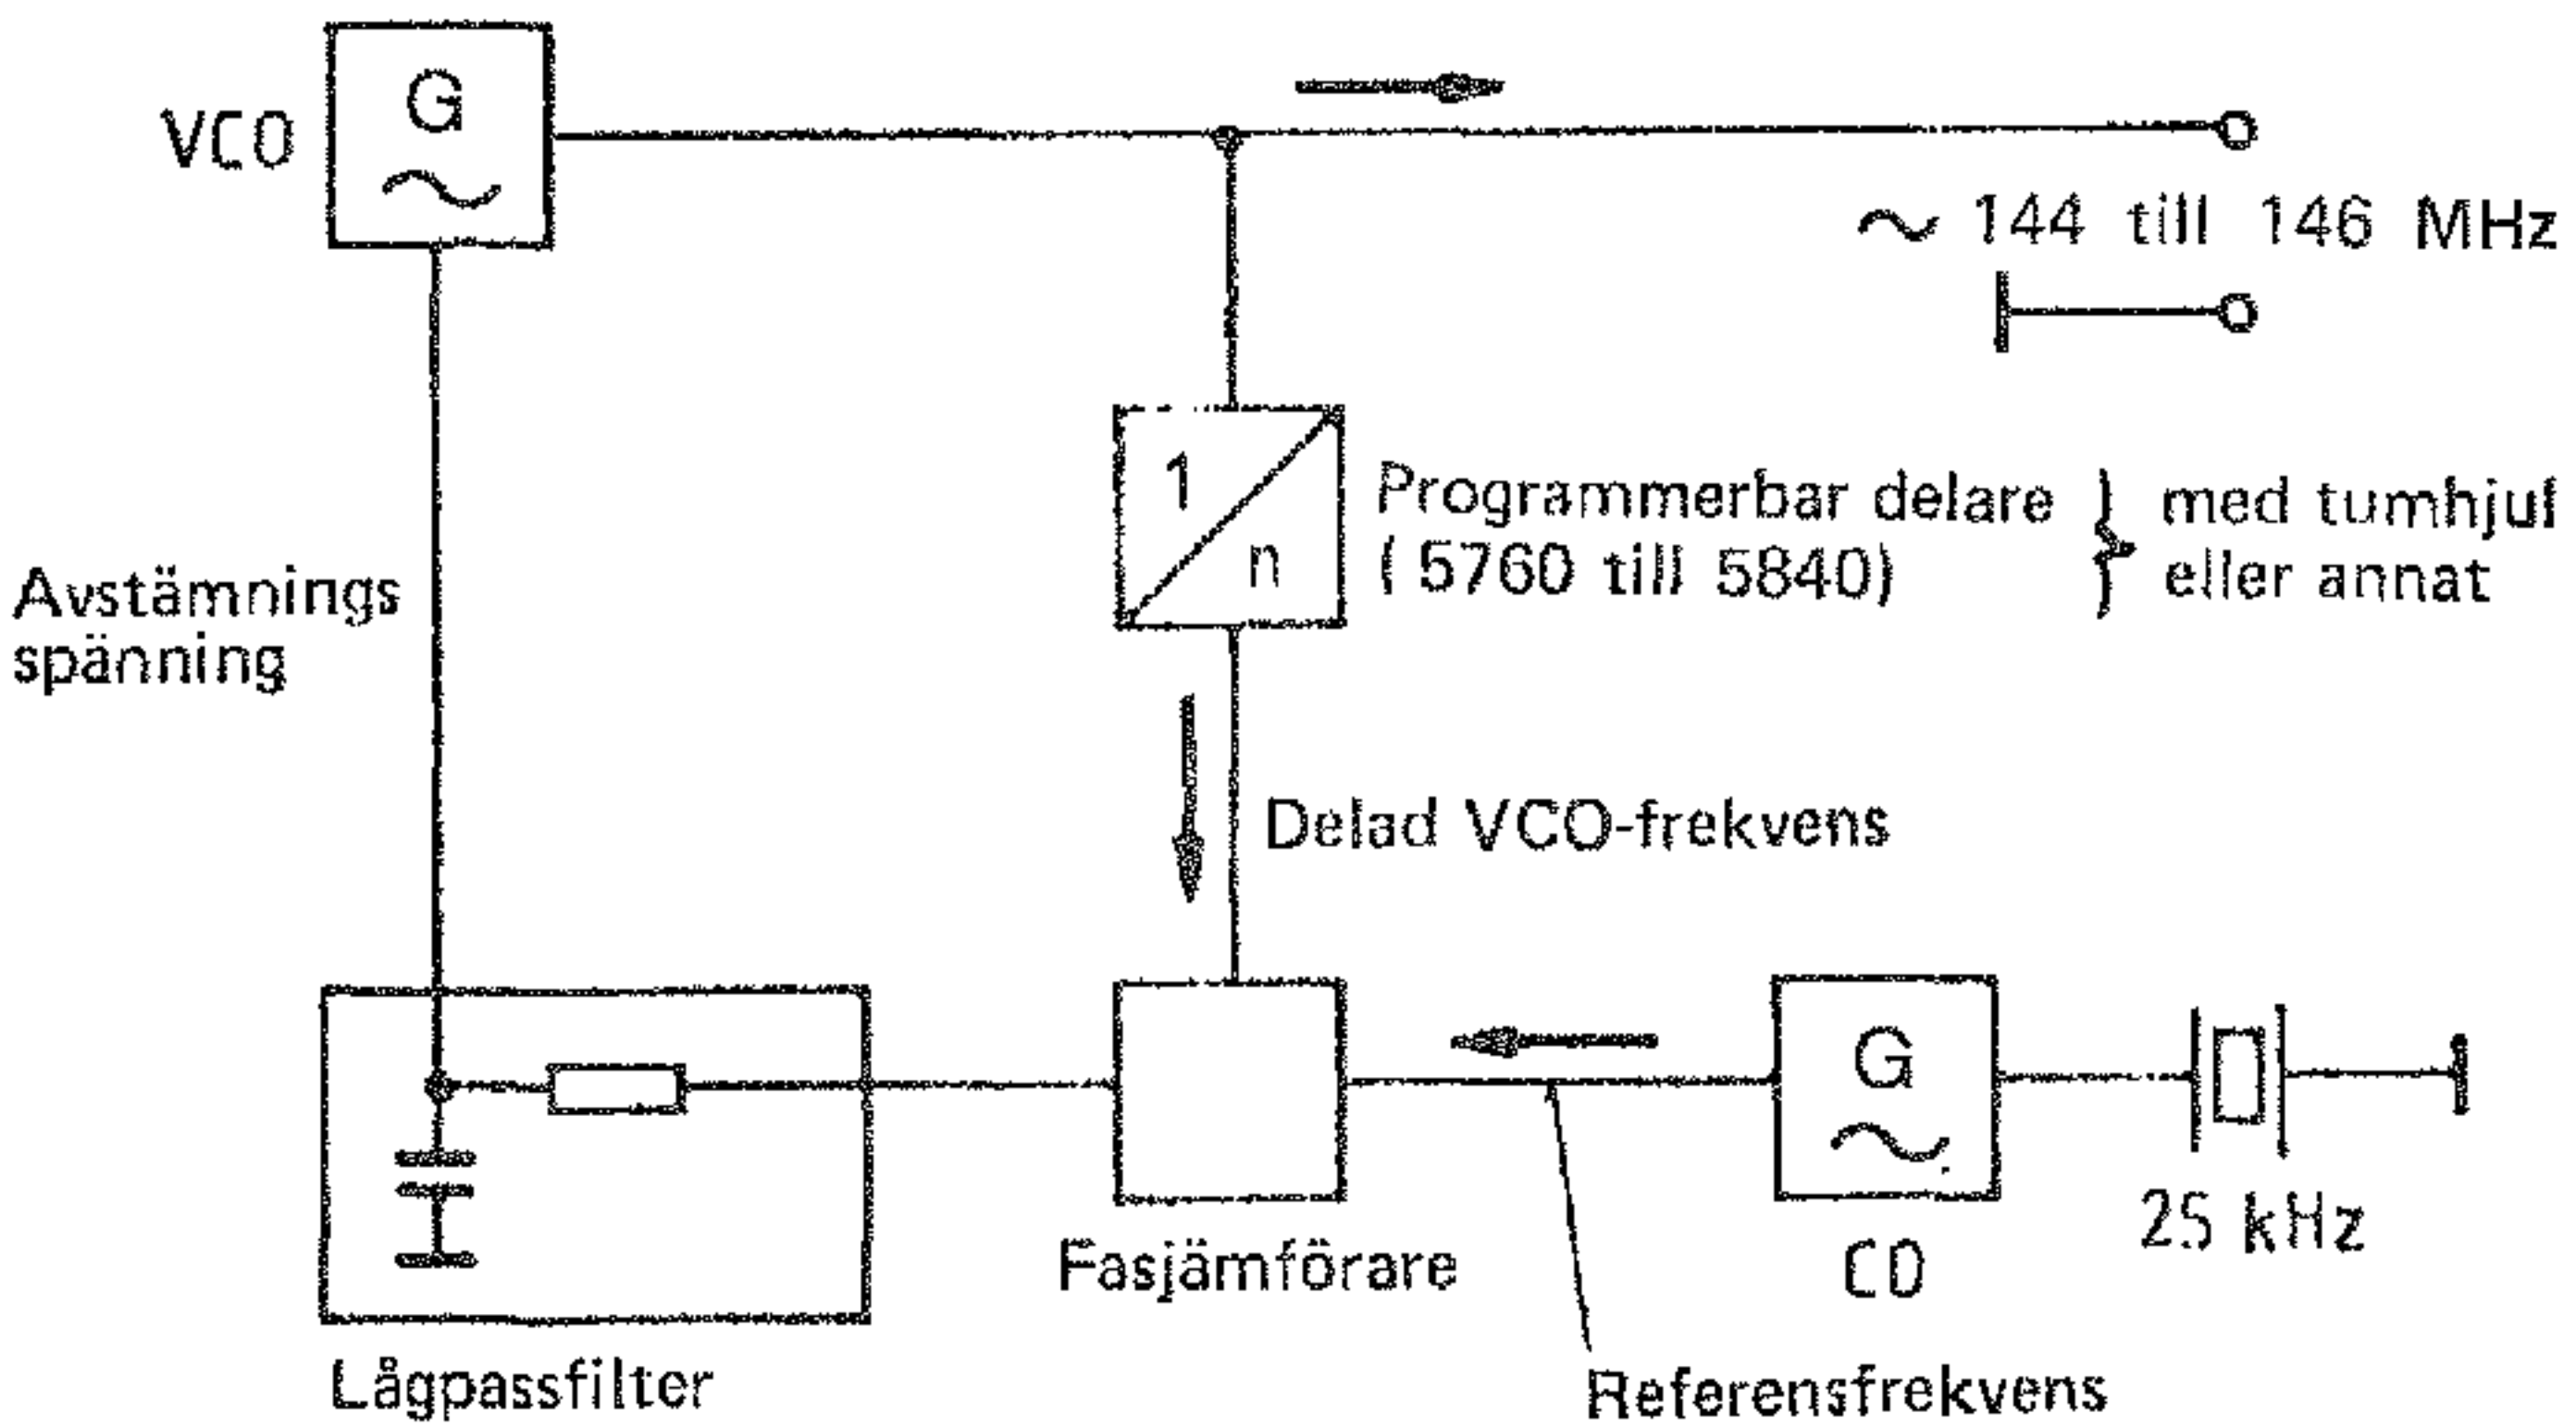 G
VCO
~ 144 till 146 MHz
1
n
Programmerbar delare
(5760 till 5840)
} med tumhjul
eller annat
Avstämnings
spänning
Delad VCO-frekvens
G
25 kHz
Fasjämförare
CO
Lågpassfilter
Referensfrekvens